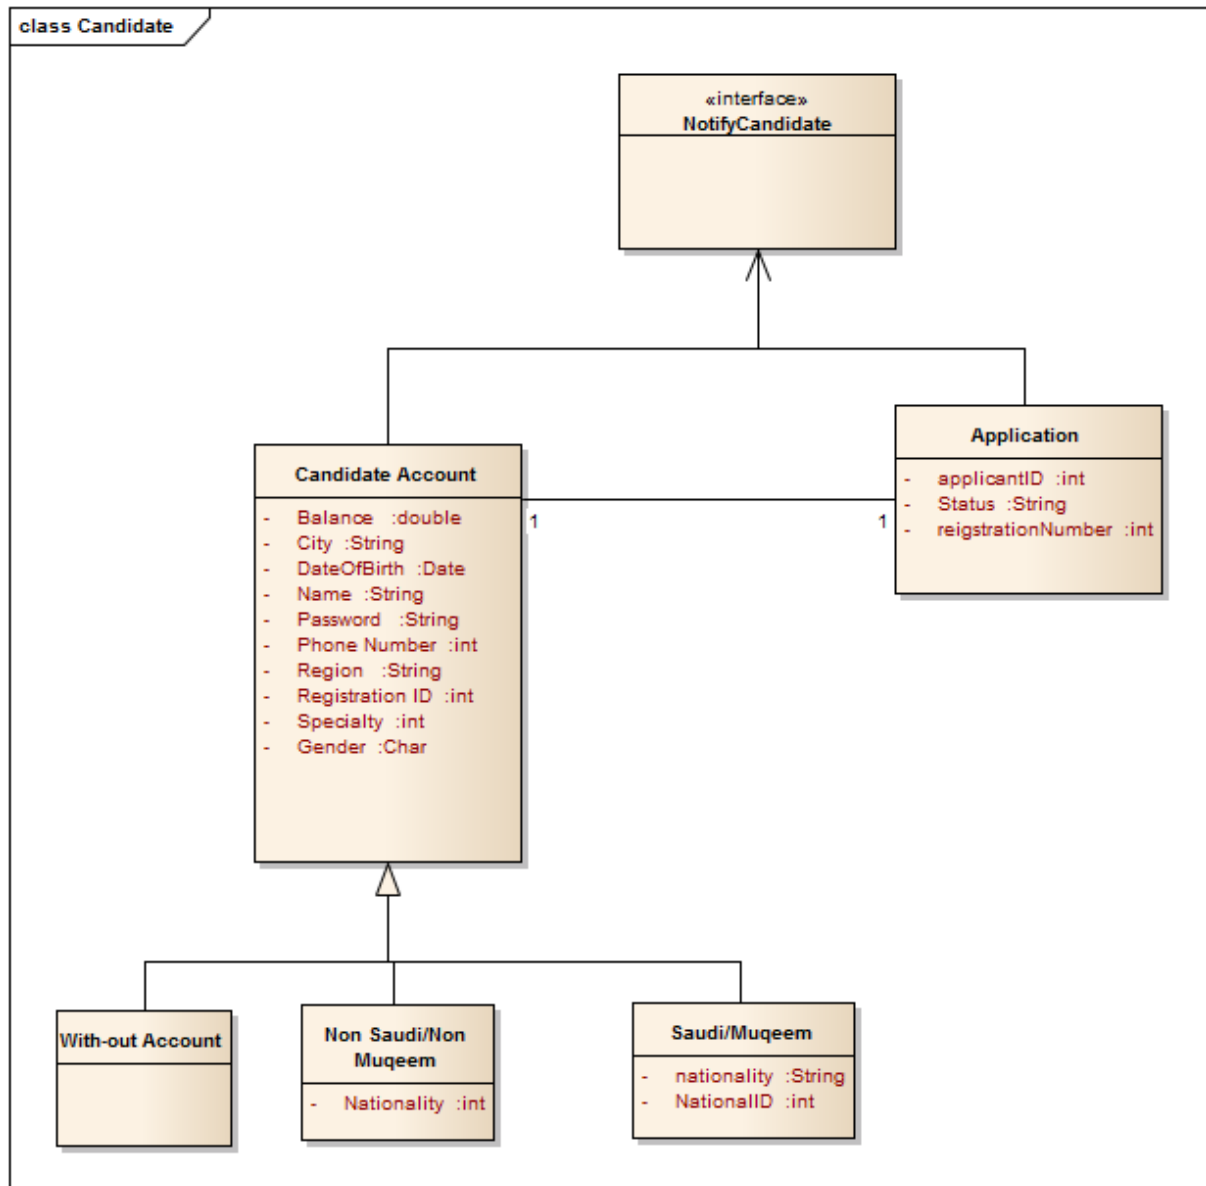 class Candidate
«interface»
NotifyCandidate
Candidate Account
- Balance :double
- City :String
- DateOfBirth :Date
- Name :String
- Password :String
- Phone Number :int
- Region :String
- Registration ID :int
- Specialty :int
- Gender :Char
1
1
Application
- applicantID :int
- Status :String
- reigstrationNumber :int
With-out Account
Non Saudi/Non
Muqeem
- Nationality :int
Saudi/Muqeem
- nationality :String
- NationalID :int